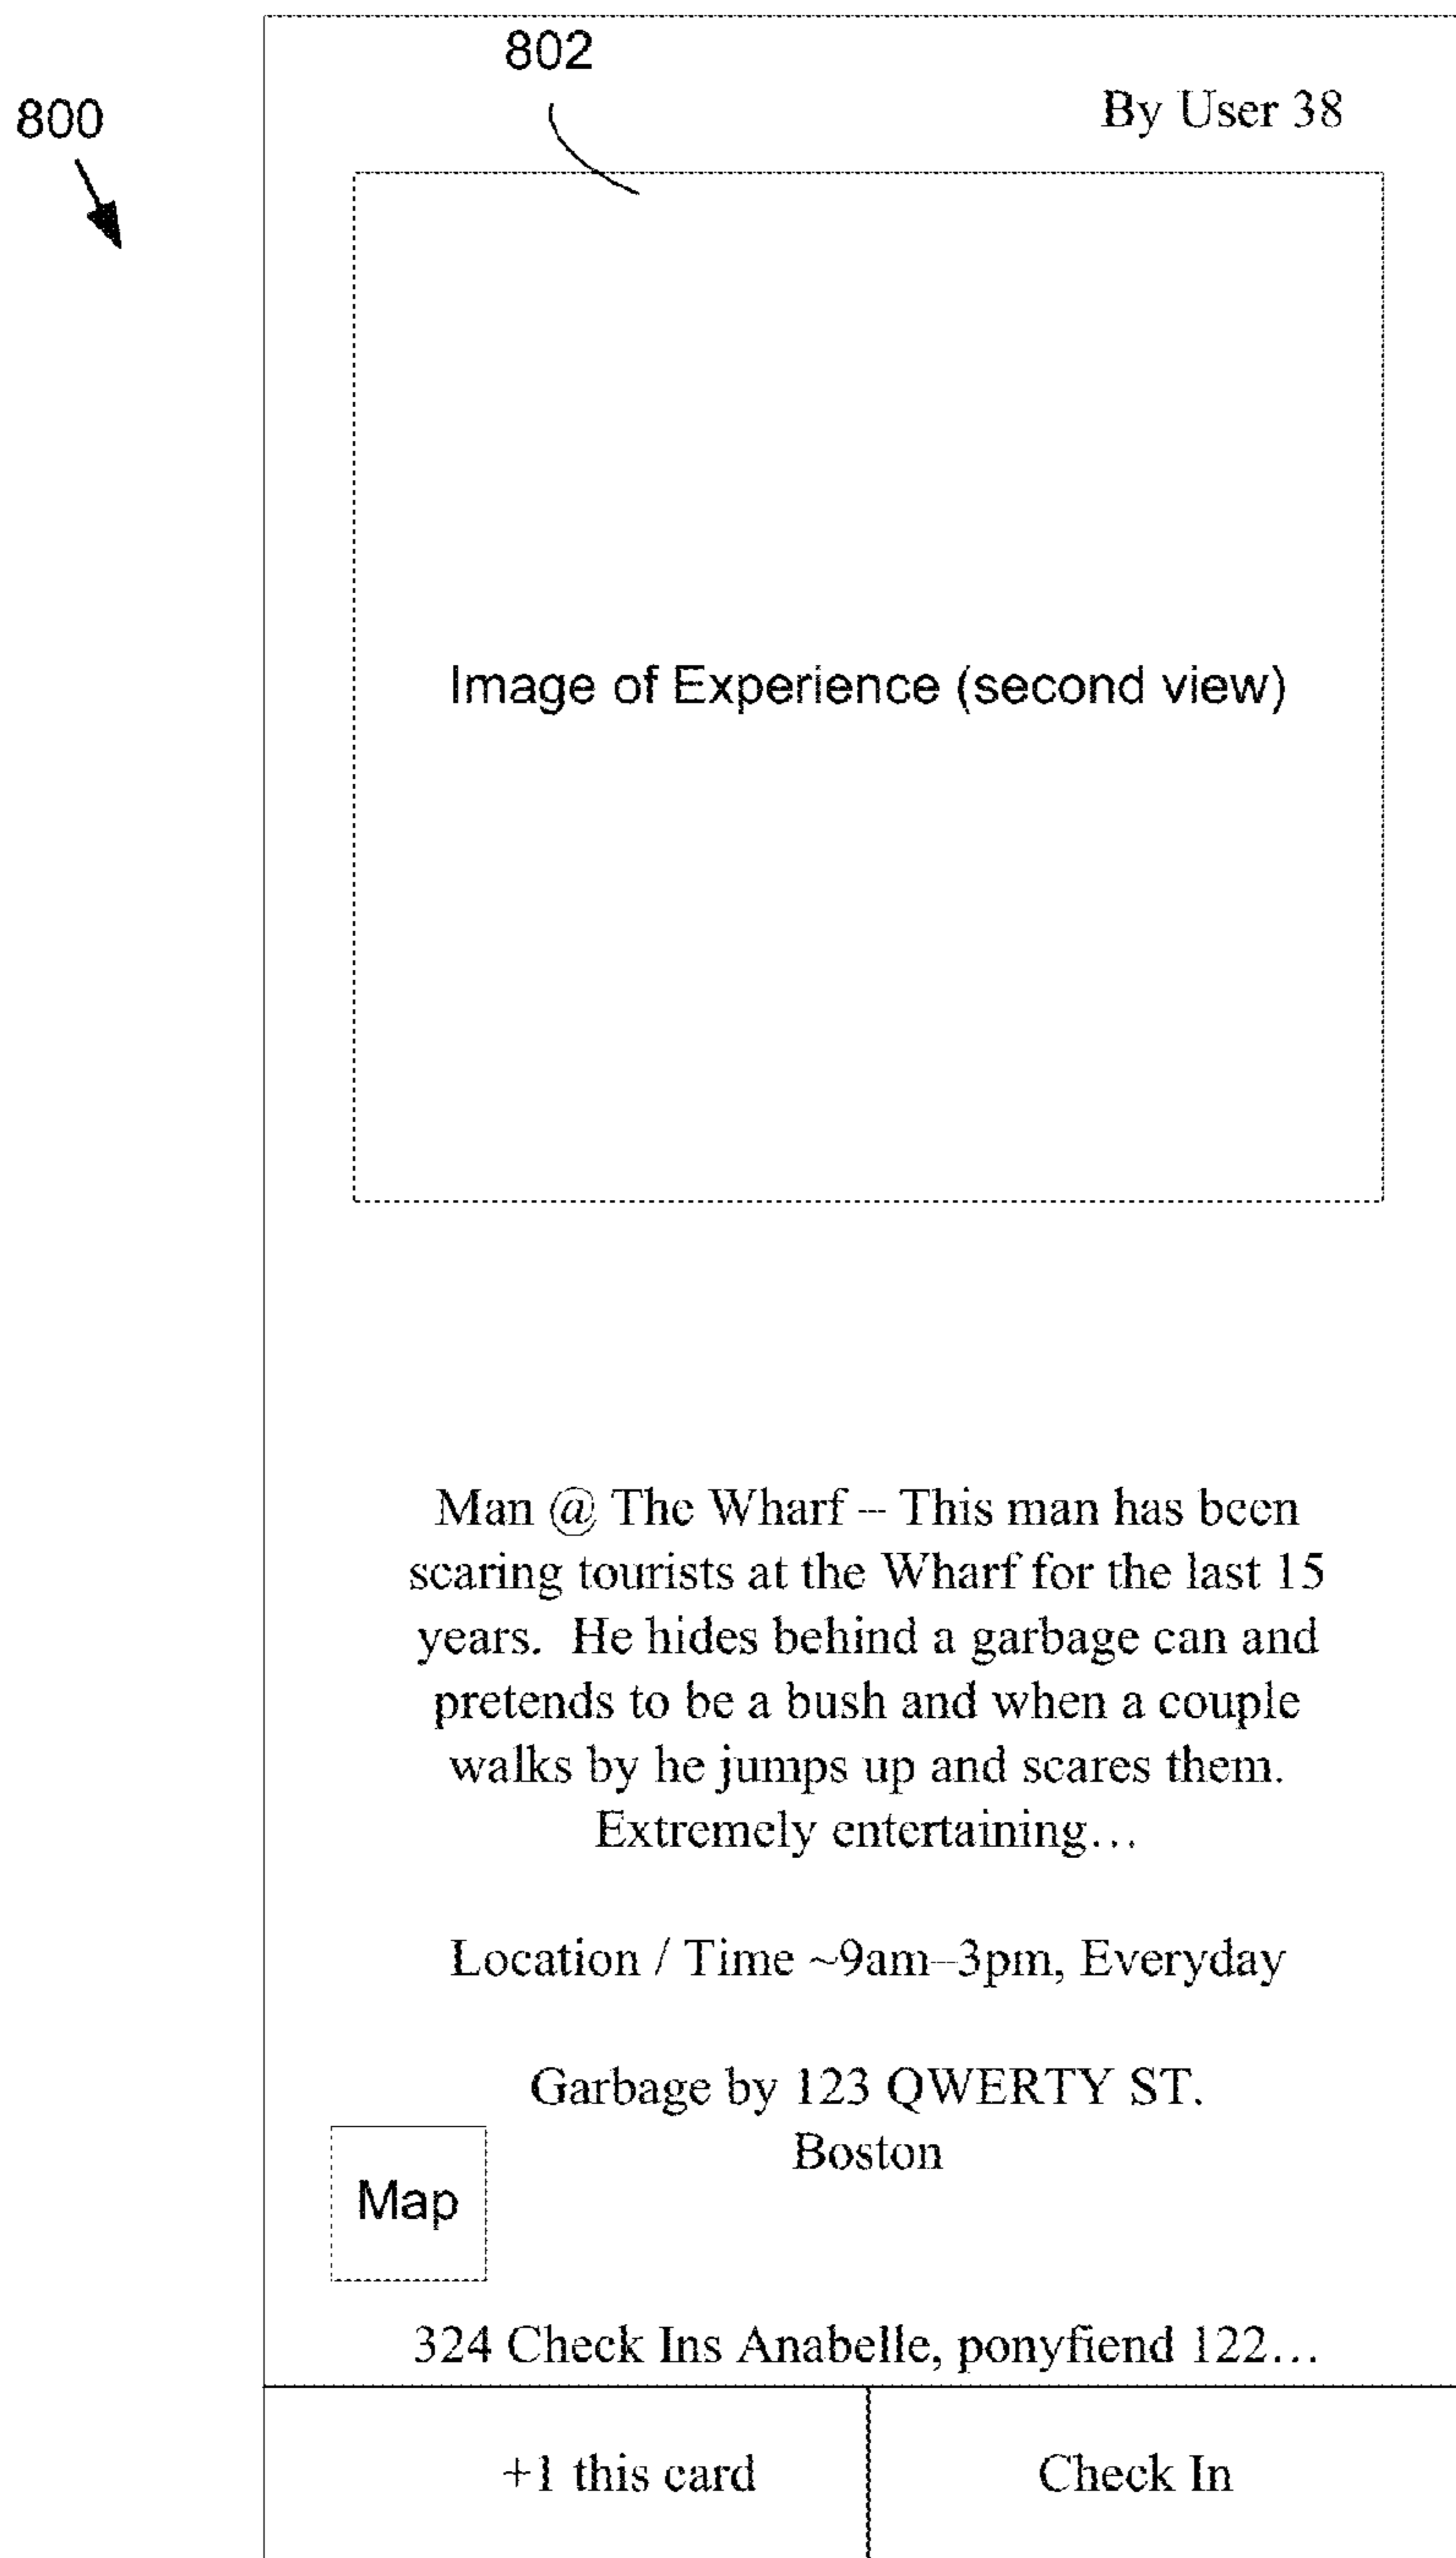 802
800
By User 38
Image of Experience (second view)
Man @ The Wharf -- This man has been
scaring tourists at the Wharf for the last 15
years.  He hides behind a garbage can and
pretends to be a bush and when a couple
walks by he jumps up and scares them.
Extremely entertaining…
Location / Time ~9am--3pm, Everyday
Garbage by 123 QWERTY ST.
Boston
Map
324 Check Ins Anabelle, ponyfiend 122…
+1 this card
Check In